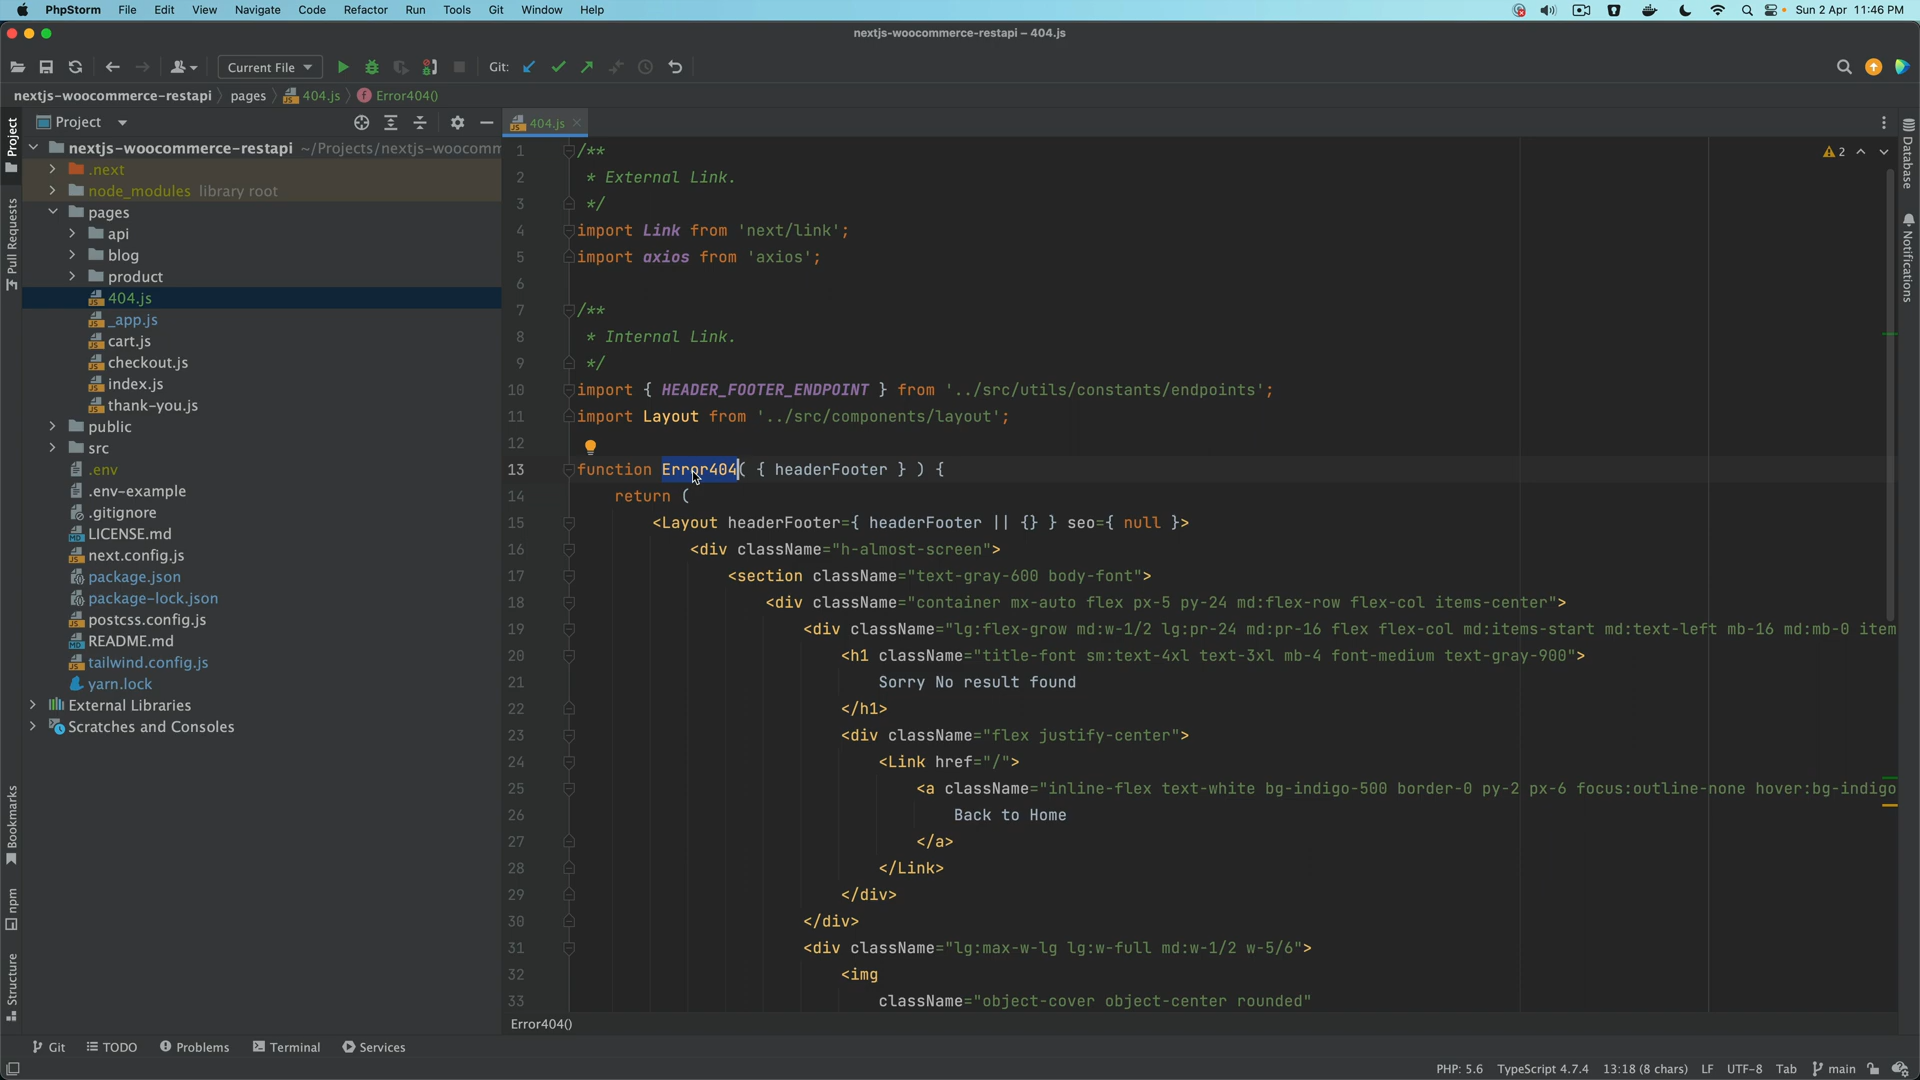 PhpStorm File Edit View Navigate Code Refactor Run Tools Git Window Help Sun 2 Apr 11:46 PM
nextjs-woocommerce-restapi – 404.js
Current File Git:
nextjs-woocommerce-restapi pages 404.js Error404()
Project
404.js
nextjs-woocommerce-restapi ~/Projects/nextjs-woocomm
.next
node_modules library root
pages
api
blog
product
404.js
_app.js
cart.js
checkout.js
index.js
thank-you.js
public
src
.env
.env-example
.gitignore
LICENSE.md
next.config.js
package.json
package-lock.json
postcss.config.js
README.md
tailwind.config.js
yarn.lock
External Libraries
Scratches and Consoles
Project
Pull Requests
Bookmarks
npm
Structure
1 /**
2 * External Link.
3 */
4 import Link from 'next/link';
5 import axios from 'axios';
6
7 /**
8 * Internal Link.
9 */
10 import { HEADER_FOOTER_ENDPOINT } from '../src/utils/constants/endpoints';
11 import Layout from '../src/components/layout';
12
13 function Error404( { headerFooter } ) {
14 return (
15 <Layout headerFooter={ headerFooter || {} } seo={ null }>
16 <div className="h-almost-screen">
17 <section className="text-gray-600 body-font">
18 <div className="container mx-auto flex px-5 py-24 md:flex-row flex-col items-center">
19 <div className="lg:flex-grow md:w-1/2 lg:pr-24 md:pr-16 flex flex-col md:items-start md:text-left mb-16 md:mb-0 item
20 <h1 className="title-font sm:text-4xl text-3xl mb-4 font-medium text-gray-900">
21 Sorry No result found
22 </h1>
23 <div className="flex justify-center">
24 <Link href="/">
25 <a className="inline-flex text-white bg-indigo-500 border-0 py-2 px-6 focus:outline-none hover:bg-indigo
26 Back to Home
27 </a>
28 </Link>
29 </div>
30 </div>
31 <div className="lg:max-w-lg lg:w-full md:w-1/2 w-5/6">
32 <img
33 className="object-cover object-center rounded"
2
Database
Notifications
Error404()
Git TODO Problems Terminal Services
PHP: 5.6 TypeScript 4.7.4 13:18 (8 chars) LF UTF-8 Tab main